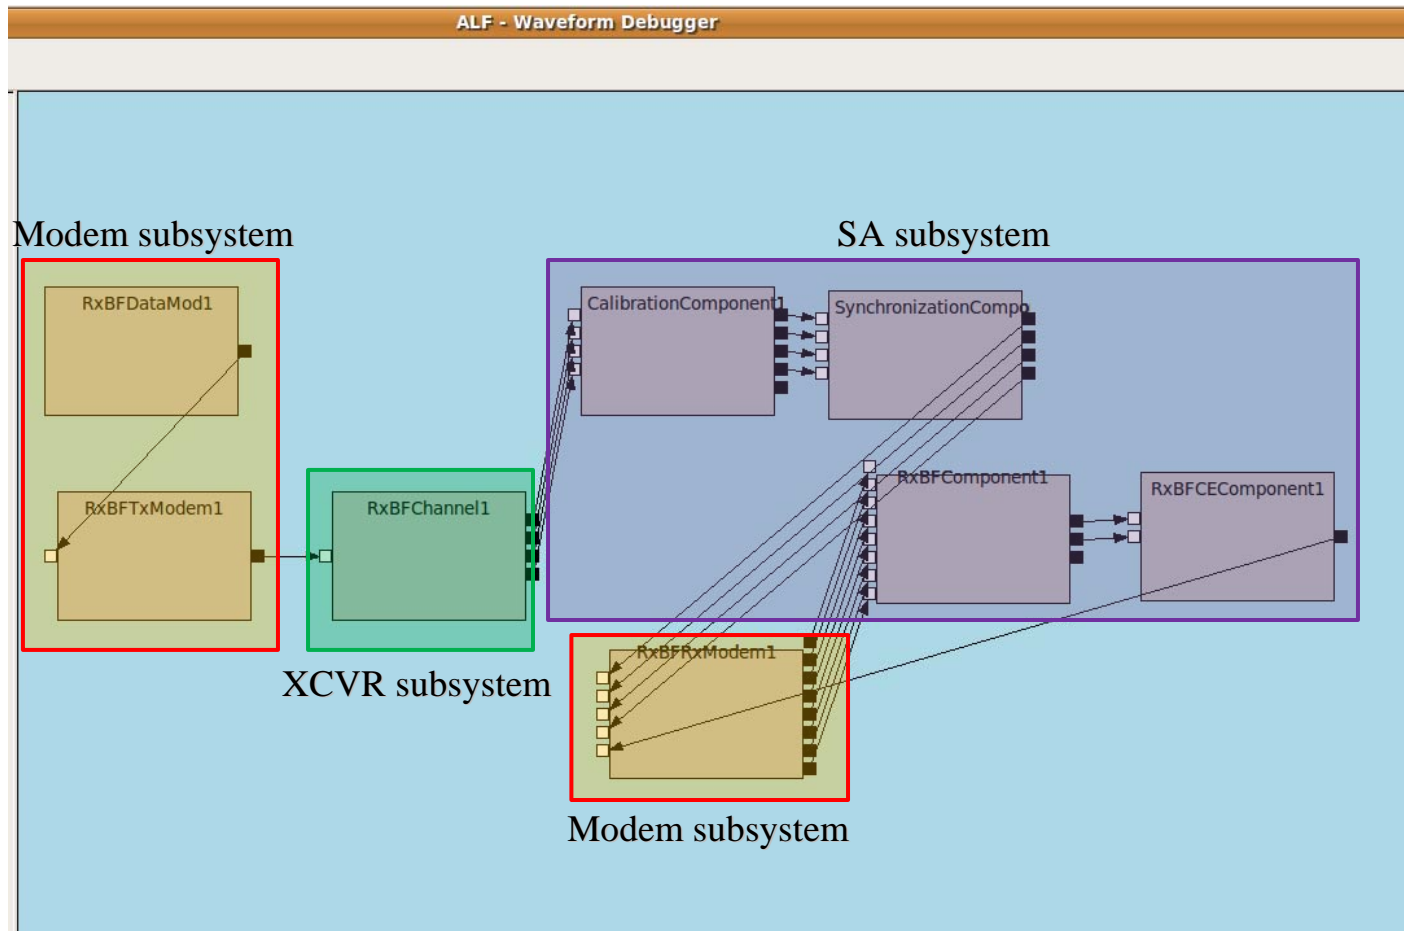 ALF - Waveform Debugger
Modem subsystem
SA subsystem
RxBFDataMod1
CalibrationComponent1
SynchronizationCompo
RxBFTxModem1
RxBFChannel1
RxBFComponent1
RxBFCEComponent1
XCVR subsystem
RxBFRxModem1
Modem subsystem